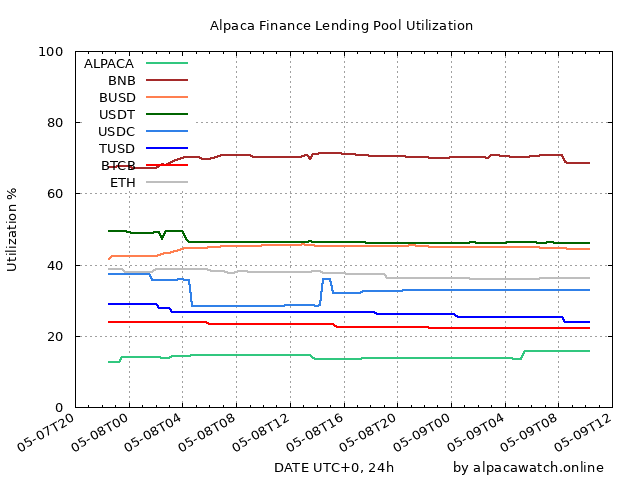 Alpaca Finance Lending Pool Utilization
Utilization %
100
80
60
40
20
0
ALPACA
BNB
BUSD
USDT
USDC
TUSD
BTCB
ETH
05-07T20
05-08T00
05-08T04
05-08T08
05-08T12
05-08T16
05-08T20
05-09T00
05-09T04
05-09T08
05-09T12
DATE UTC+0, 24h
by alpacawatch.online